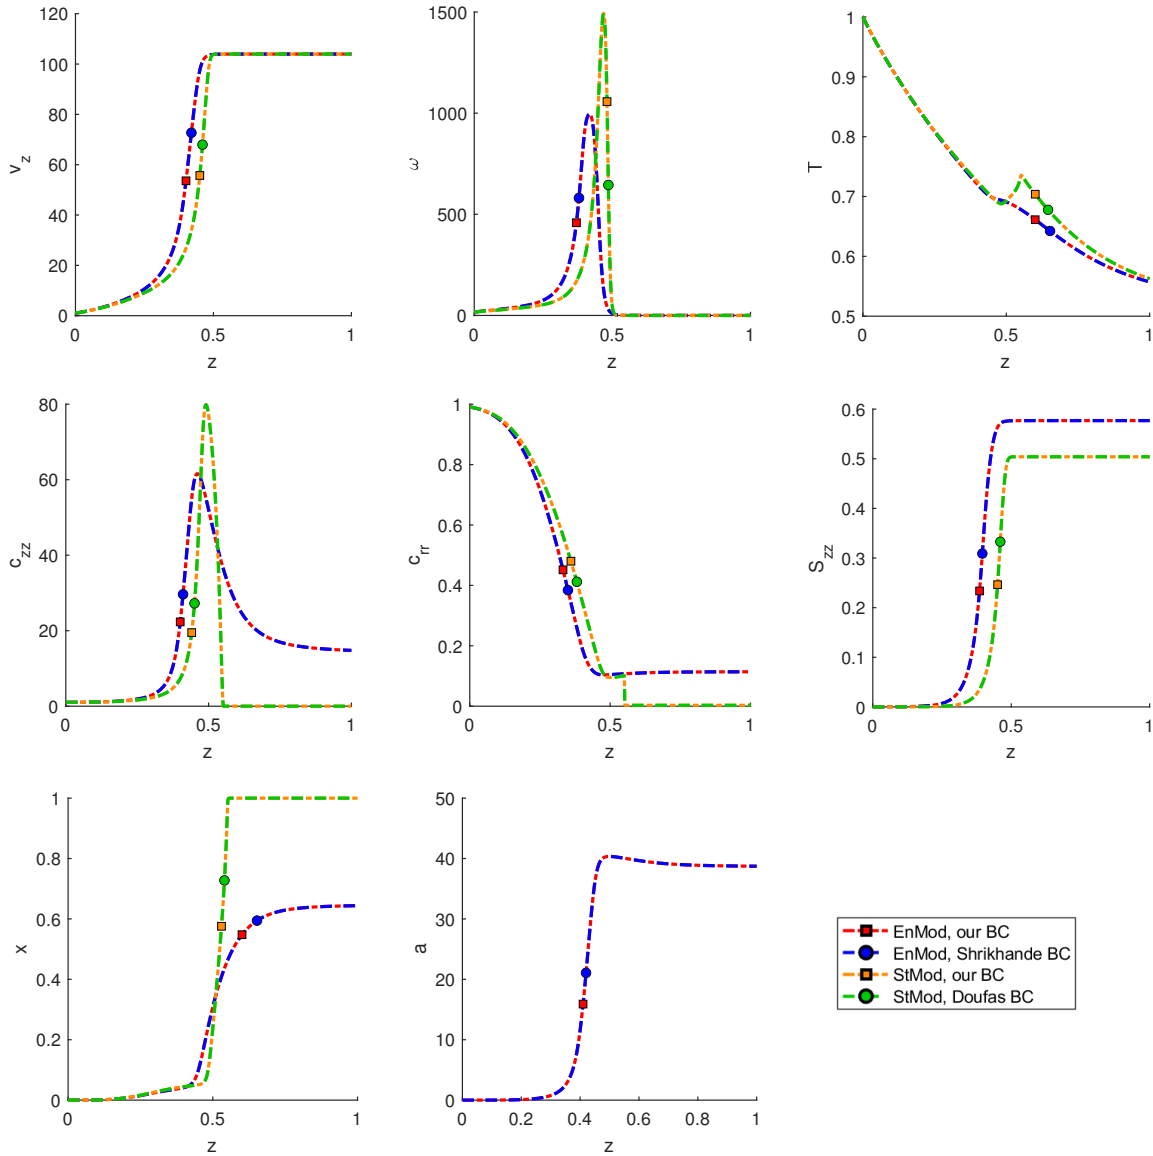 120
100
80
60
40
20
0
v_z
0 0.5 1
z
1500
1000
500
0
ω
0 0.5 1
z
1
0.9
0.8
0.7
0.6
0.5
T
0 0.5 1
z
80
60
40
20
0
c_zz
0 0.5 1
z
1
0.8
0.6
0.4
0.2
0
c_rr
0 0.5 1
z
0.6
0.5
0.4
0.3
0.2
0.1
0
S_zz
0 0.5 1
z
1
0.8
0.6
0.4
0.2
0
x
0 0.5 1
z
50
40
30
20
10
0
a
0 0.2 0.4 0.6 0.8 1
z
EnMod, our BC
EnMod, Shrikhande BC
StMod, our BC
StMod, Doufas BC